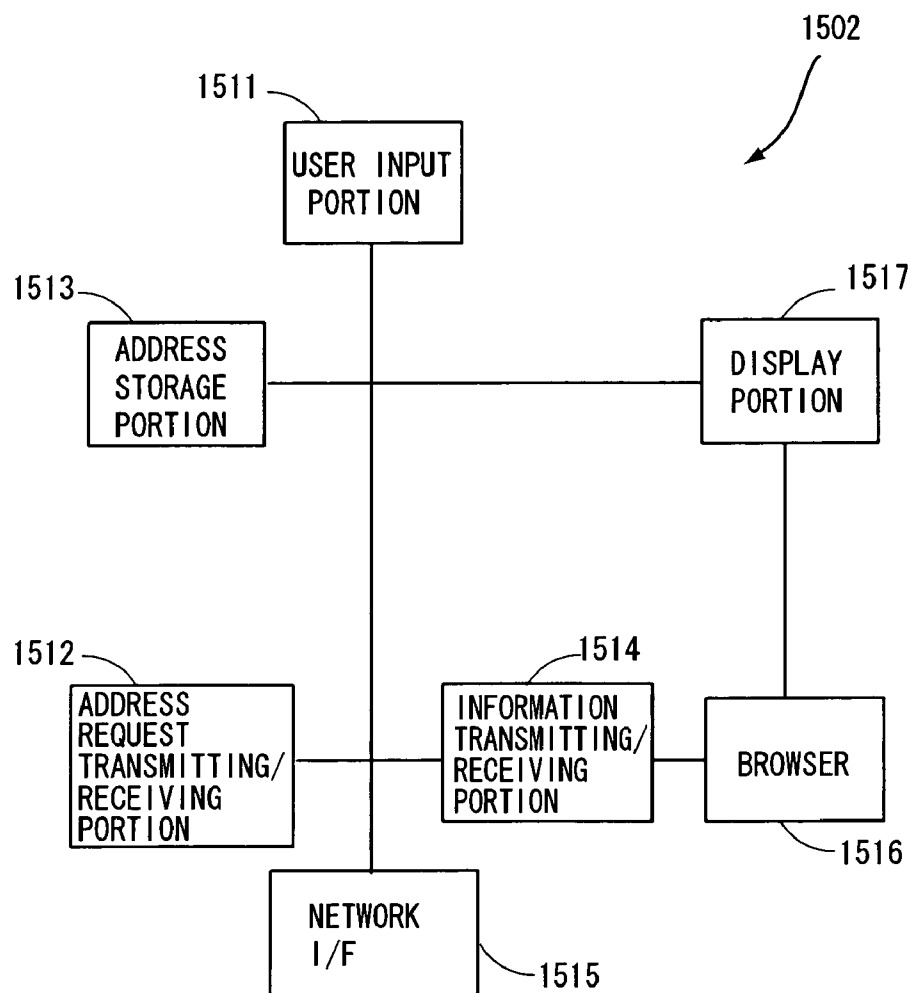 1502
1511
USER INPUT
PORTION
1513
ADDRESS
STORAGE
PORTION
1517
DISPLAY
PORTION
1512
ADDRESS
REQUEST
TRANSMITTING/
RECEIVING
PORTION
1514
INFORMATION
TRANSMITTING/
RECEIVING
PORTION
BROWSER
1516
NETWORK
I/F
1515